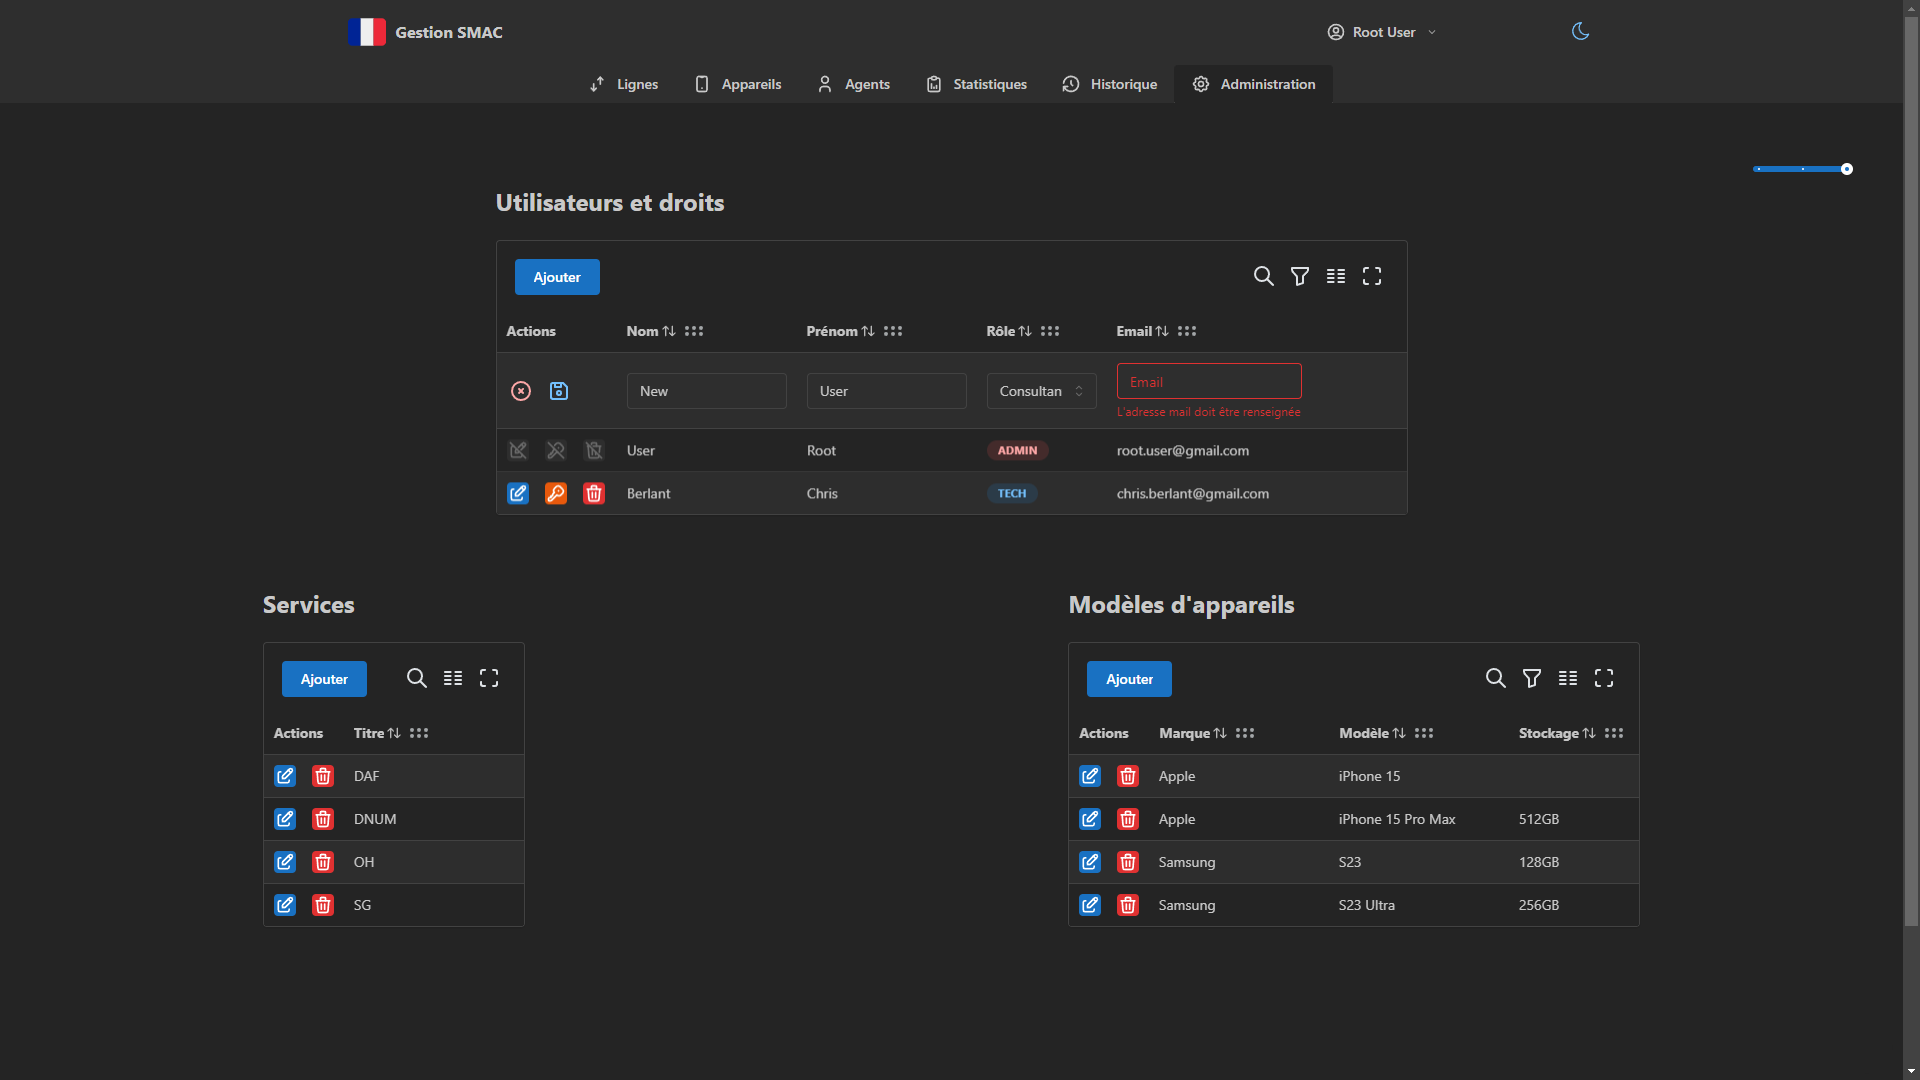 Gestion SMAC
Root User
Lignes
Appareils
Agents
Statistiques
Historique
Administration
Utilisateurs et droits
Ajouter
Actions Nom Prénom Rôle Email
New User Consultan Email
L'adresse mail doit être renseignée
User Root ADMIN root.user@gmail.com
Berlant Chris TECH chris.berlant@gmail.com
Services
Ajouter
Actions Titre
DAF
DNUM
OH
SG
Modèles d'appareils
Ajouter
Actions Marque Modèle Stockage
Apple iPhone 15
Apple iPhone 15 Pro Max 512GB
Samsung S23 128GB
Samsung S23 Ultra 256GB